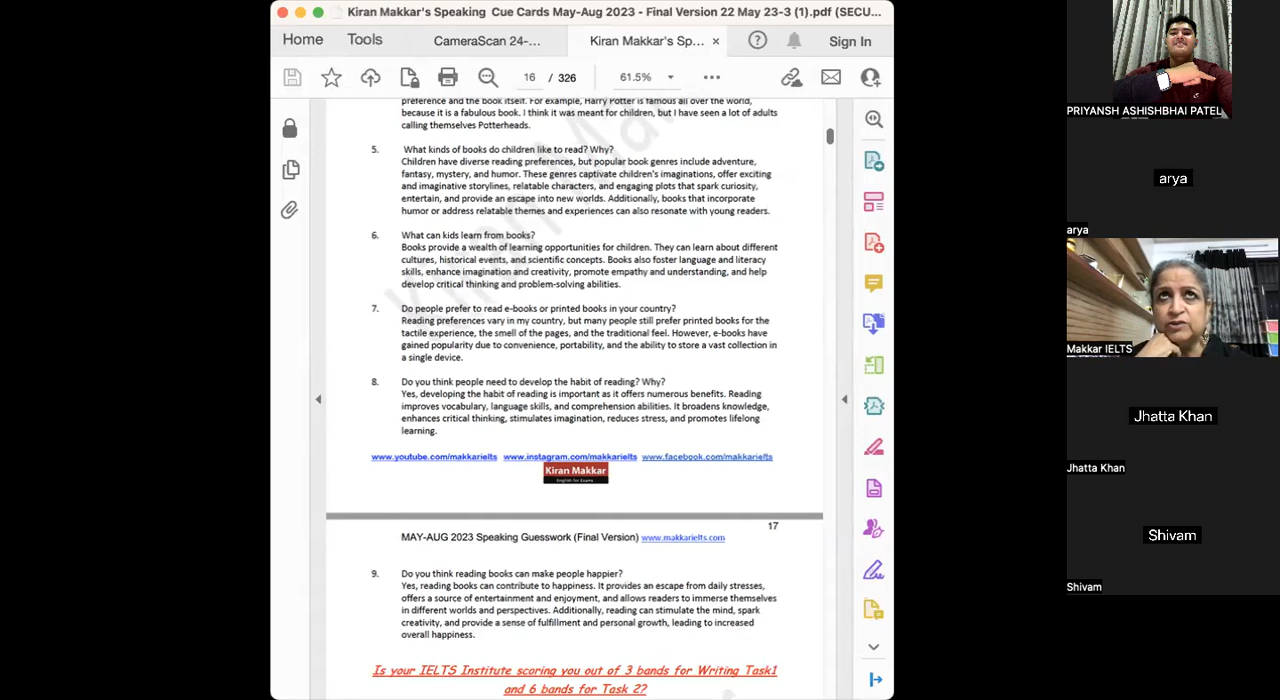 Kiran Makkar's Speaking Cue Cards May-Aug 2023 - Final Version 22 May 23-3 (1).pdf (SECU...
Home Tools CameraScan 24-... Kiran Makkar's Sp... × ? Sign In
16 / 326 61.5%
preference and the book itself. For example, Harry Potter is famous all over the world,
because it is a fabulous book. I think it was meant for children, but I have seen a lot of adults
calling themselves Potterheads.
5. What kinds of books do children like to read? Why?
Children have diverse reading preferences, but popular book genres include adventure,
fantasy, mystery, and humor. These genres captivate children's imaginations, offer exciting
and imaginative storylines, relatable characters, and engaging plots that spark curiosity,
entertain, and provide an escape into new worlds. Additionally, books that incorporate
humor or address relatable themes and experiences can also resonate with young readers.
6. What can kids learn from books?
Books provide a wealth of learning opportunities for children. They can learn about different
cultures, historical events, and scientific concepts. Books also foster language and literacy
skills, enhance imagination and creativity, promote empathy and understanding, and help
develop critical thinking and problem-solving abilities.
7. Do people prefer to read e-books or printed books in your country?
Reading preferences vary in my country, but many people still prefer printed books for the
tactile experience, the smell of the pages, and the traditional feel. However, e-books have
gained popularity due to convenience, portability, and the ability to store a vast collection in
a single device.
8. Do you think people need to develop the habit of reading? Why?
Yes, developing the habit of reading is important as it offers numerous benefits. Reading
improves vocabulary, language skills, and comprehension abilities. It broadens knowledge,
enhances critical thinking, stimulates imagination, reduces stress, and promotes lifelong
learning.
www.youtube.com/makkarielts www.instagram.com/makkarielts www.facebook.com/makkarielts
Kiran Makkar
English for Exams
17
MAY-AUG 2023 Speaking Guesswork (Final Version) www.makkarielts.com
9. Do you think reading books can make people happier?
Yes, reading books can contribute to happiness. It provides an escape from daily stresses,
offers a source of entertainment and enjoyment, and allows readers to immerse themselves
in different worlds and perspectives. Additionally, reading can stimulate the mind, spark
creativity, and provide a sense of fulfillment and personal growth, leading to increased
overall happiness.
Is your IELTS Institute scoring you out of 3 bands for Writing Task1
and 6 bands for Task 2?
PRIYANSH ASHISHBHAI PATEL
arya
arya
Makkar IELTS
Jhatta Khan
Jhatta Khan
Shivam
Shivam